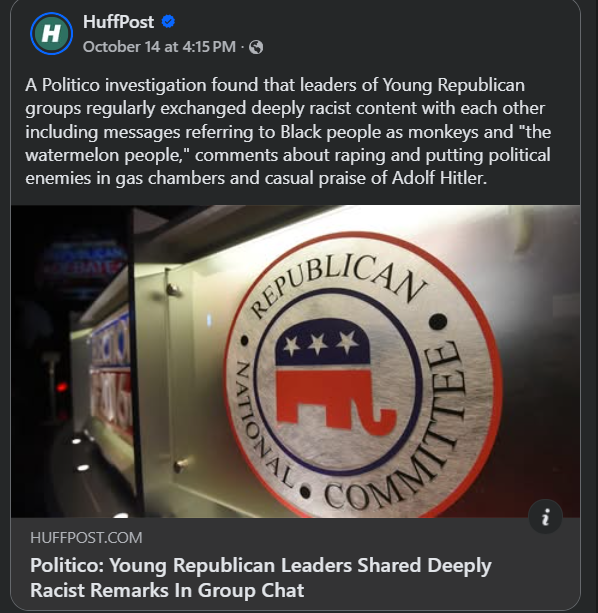 HuffPost
October 14 at 4:15 PM ·
A Politico investigation found that leaders of Young Republican
groups regularly exchanged deeply racist content with each other
including messages referring to Black people as monkeys and "the
watermelon people," comments about raping and putting political
enemies in gas chambers and casual praise of Adolf Hitler.
DEBATE
REPUBLICAN
NATIONAL
COMMITTEE
HUFFPOST.COM
Politico: Young Republican Leaders Shared Deeply
Racist Remarks In Group Chat